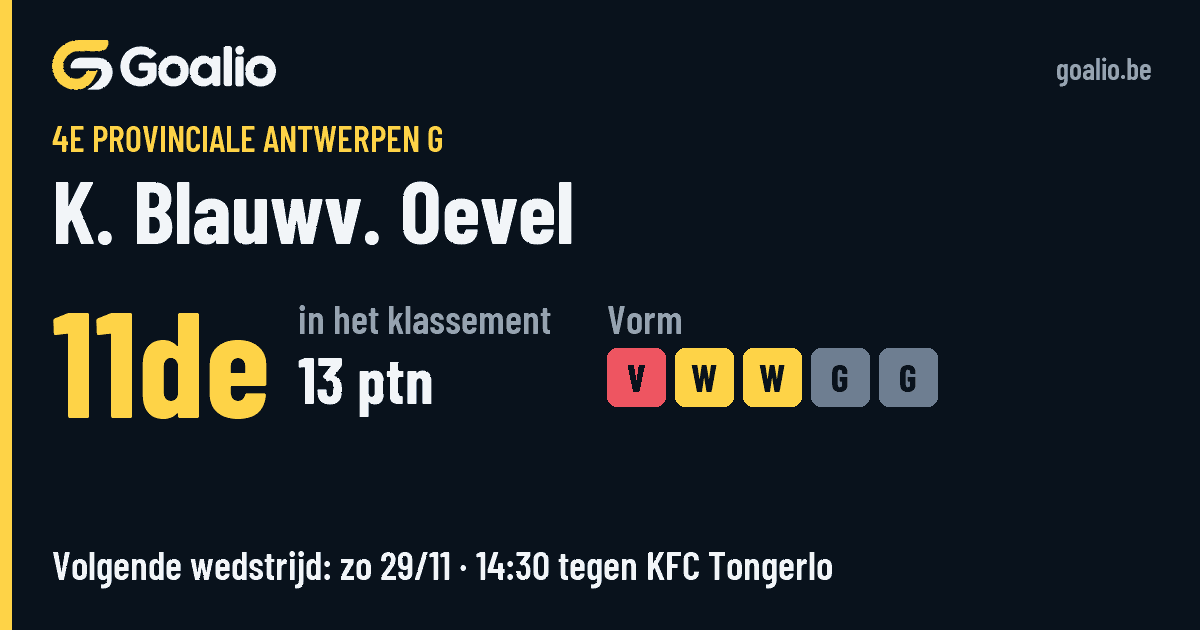 Goalio
goalio.be
4E PROVINCIALE ANTWERPEN G
K. Blauwv. Oevel
11de
in het klassement
13 ptn
Vorm
V W W G G
Volgende wedstrijd: zo 29/11 · 14:30 tegen KFC Tongerlo